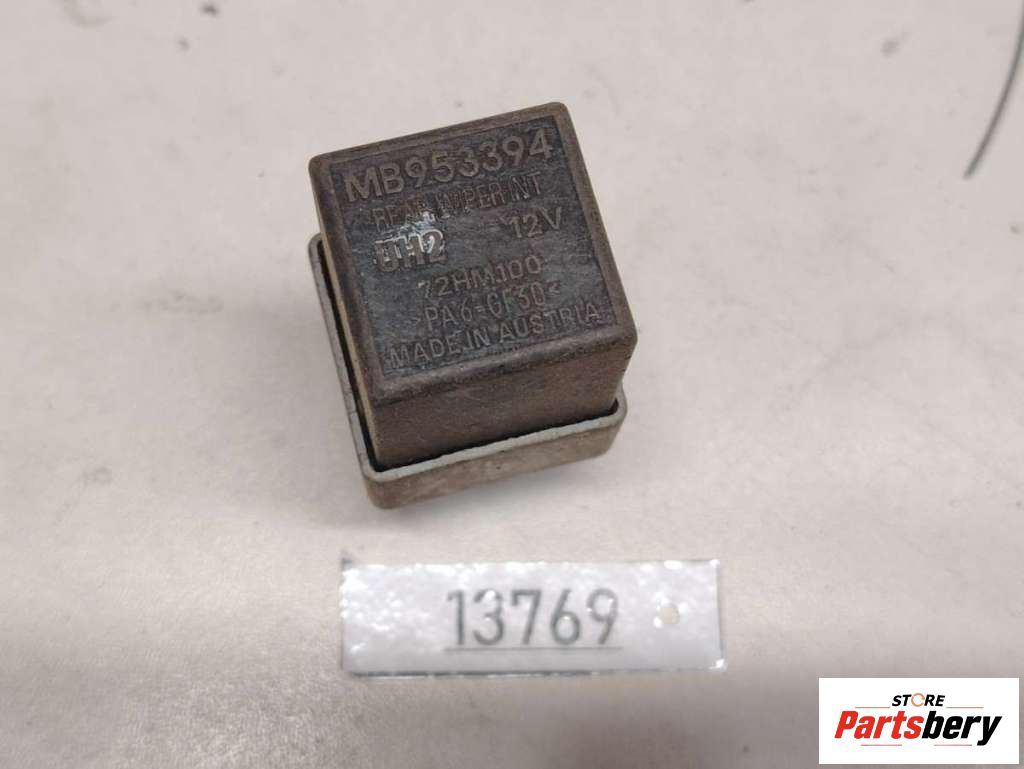 MB953394
REAR WIPER INT
UH2 12V
72HM100
>PA6-GF30<
MADE IN AUSTRIA
13769
STORE
Partsbery